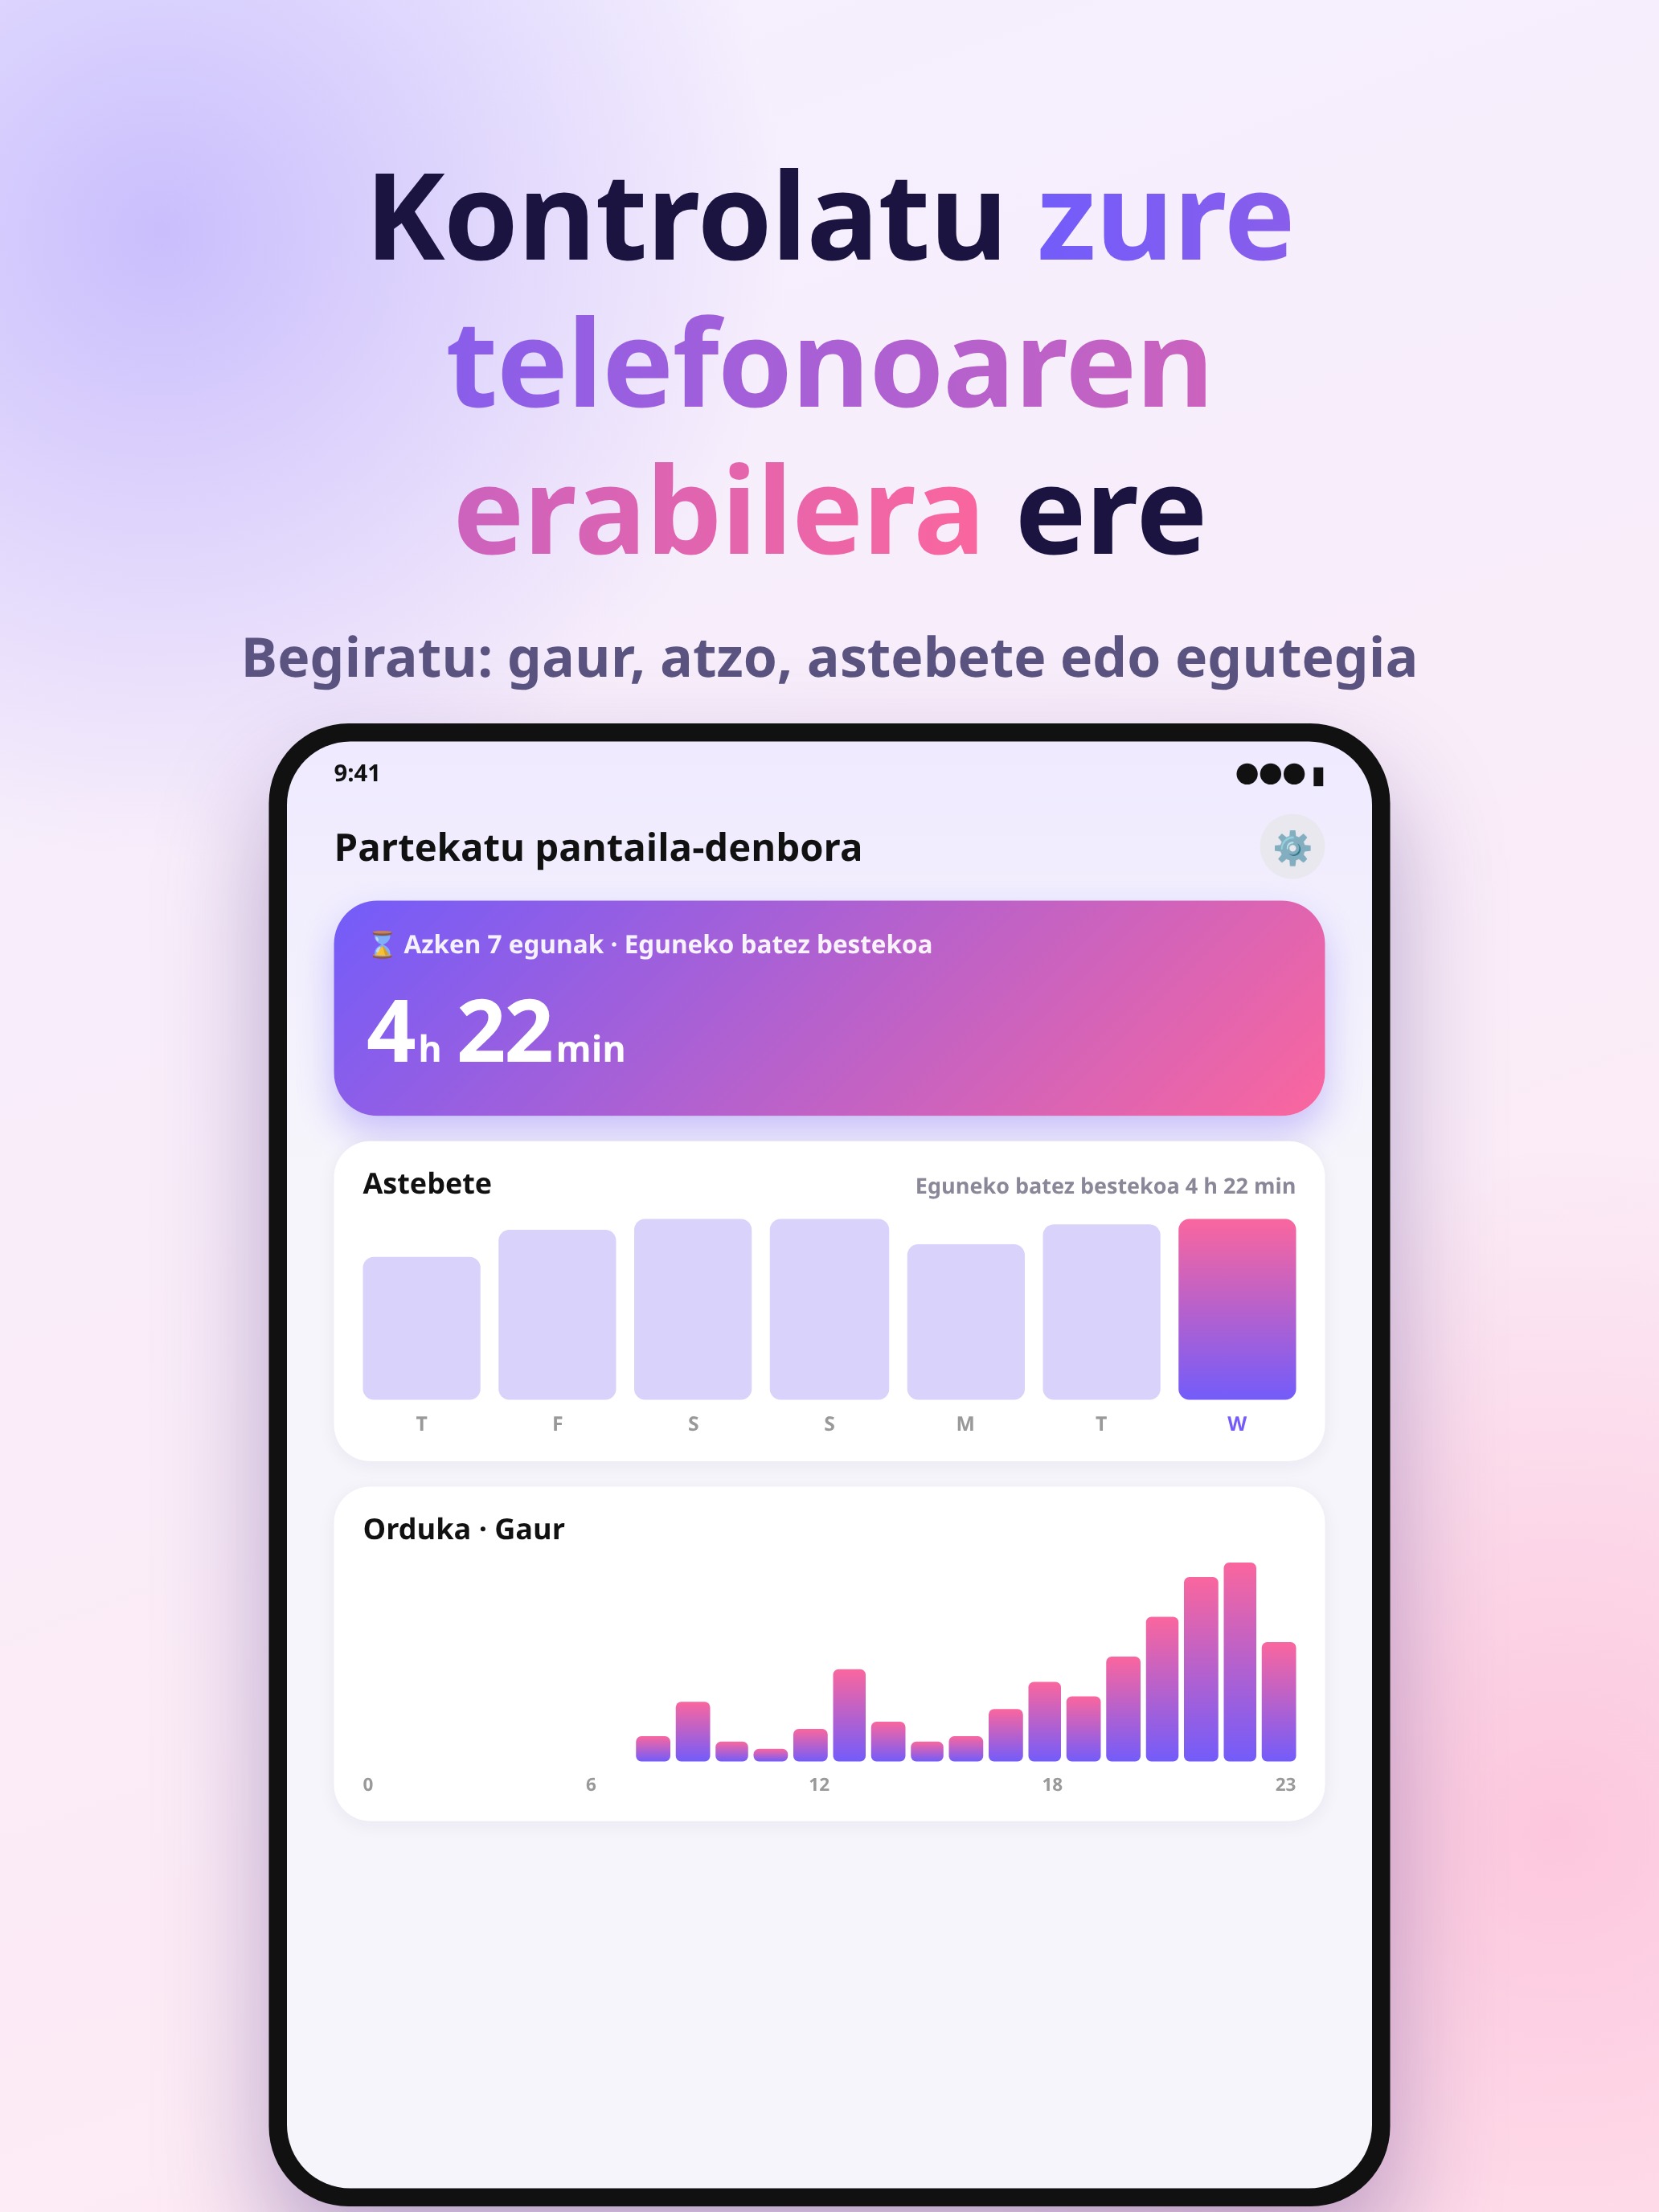 Kontrolatu zure
telefonoaren
erabilera ere
Begiratu: gaur, atzo, astebete edo egutegia
9:41
Partekatu pantaila-denbora
⌛ Azken 7 egunak · Eguneko batez bestekoa
4h 22min
Astebete
Eguneko batez bestekoa 4 h 22 min
T F S S M T W
Orduka · Gaur
0 6 12 18 23